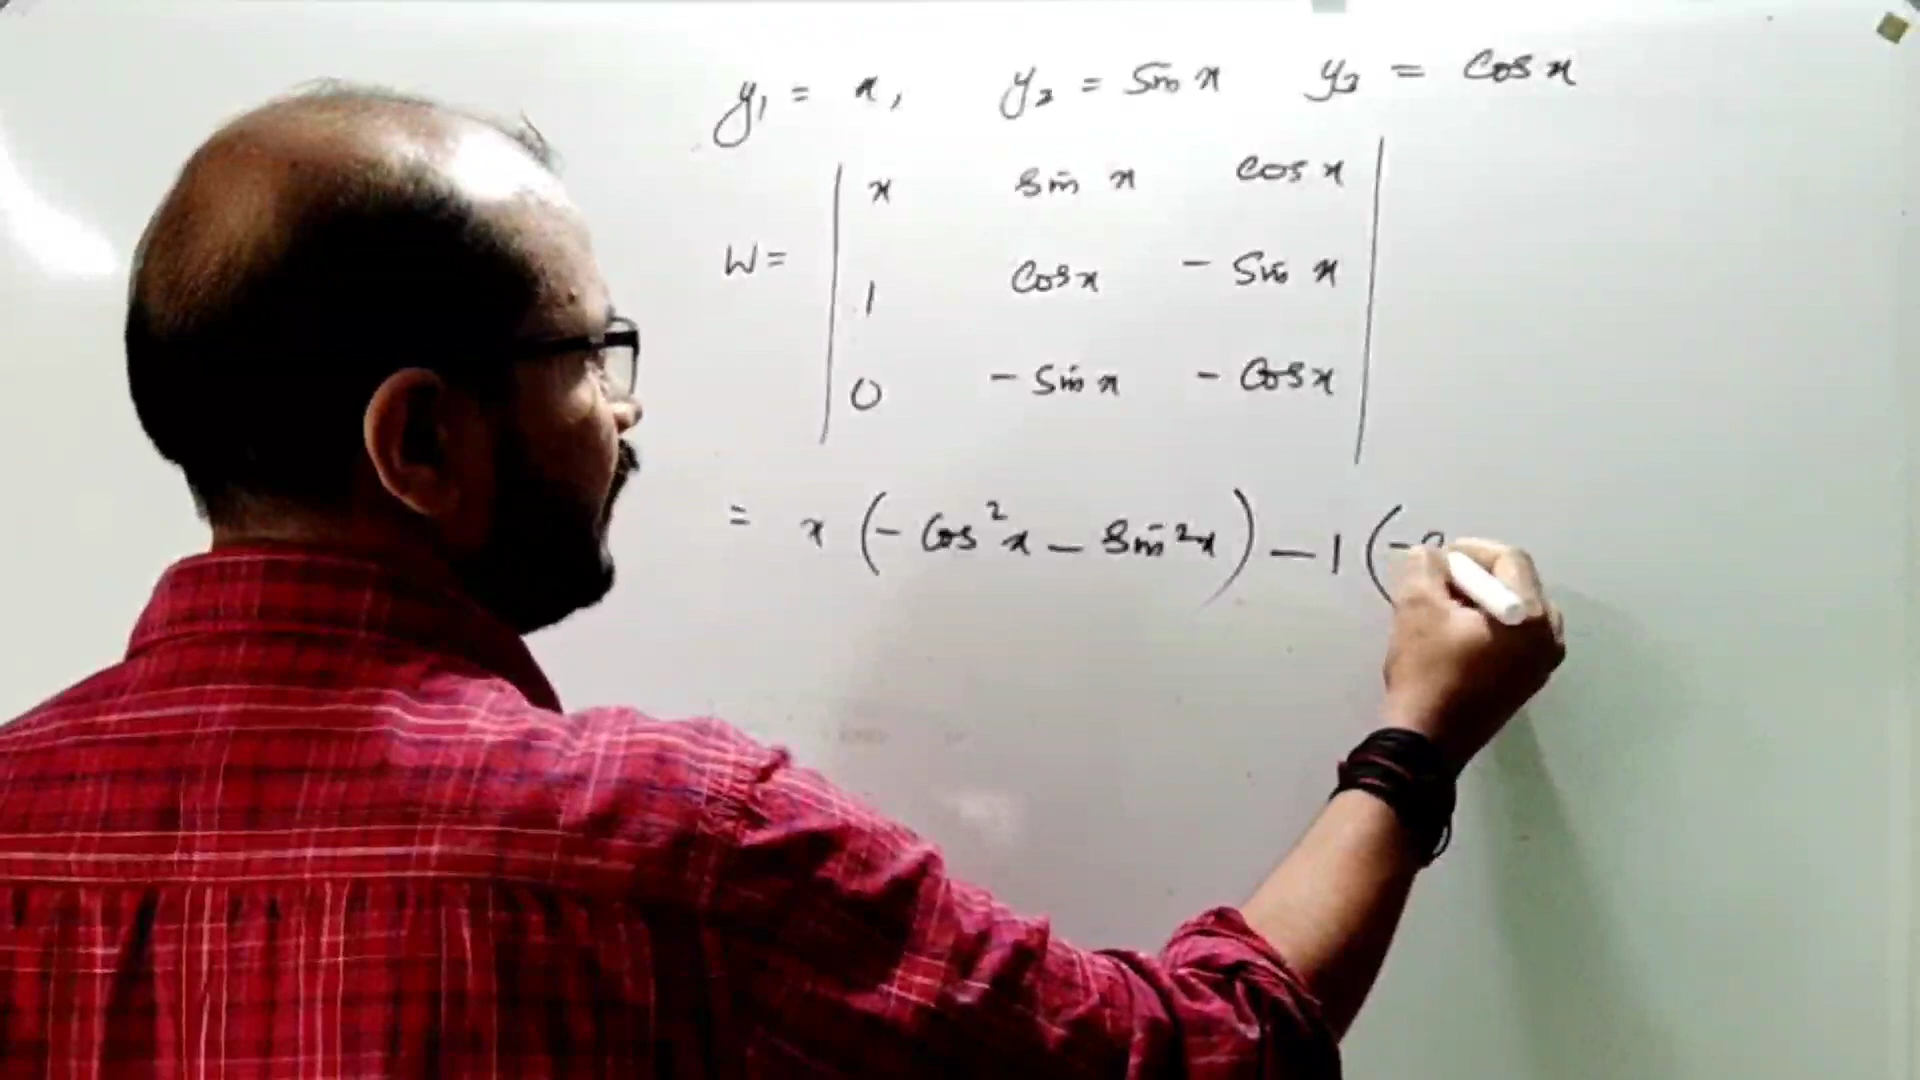 y₁ = x, y₂ = Sin x y₃ = Cos x
W = | x sin x Cos x |
| 1 Cos x - Sin x |
| 0 - Sin x - Cos x |
= x (- Cos²x - Sin²x) - 1 (-